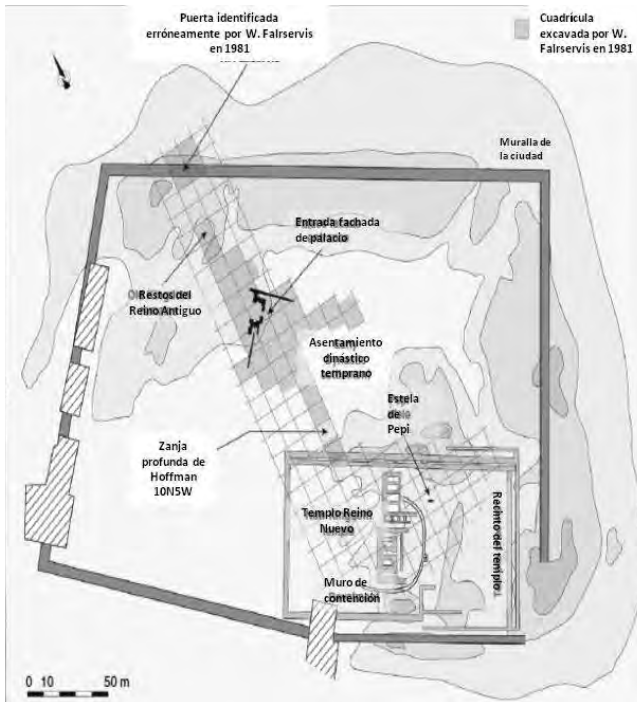 Puerta identificada
erróneamente por W. Fairservis
en 1981
Cuadrícula
excavada por W.
Fairservis en 1981
Muralla de
la ciudad
Entrada fachada
de palacio
Restos del
Reino Antiguo
Asentamiento
dinástico
temprano
Estela
de
Pepi
Zanja
profunda de
Hoffman
10N5W
Templo Reino
Nuevo
Recinto del templo
Muro de
contención
0 10 50 m